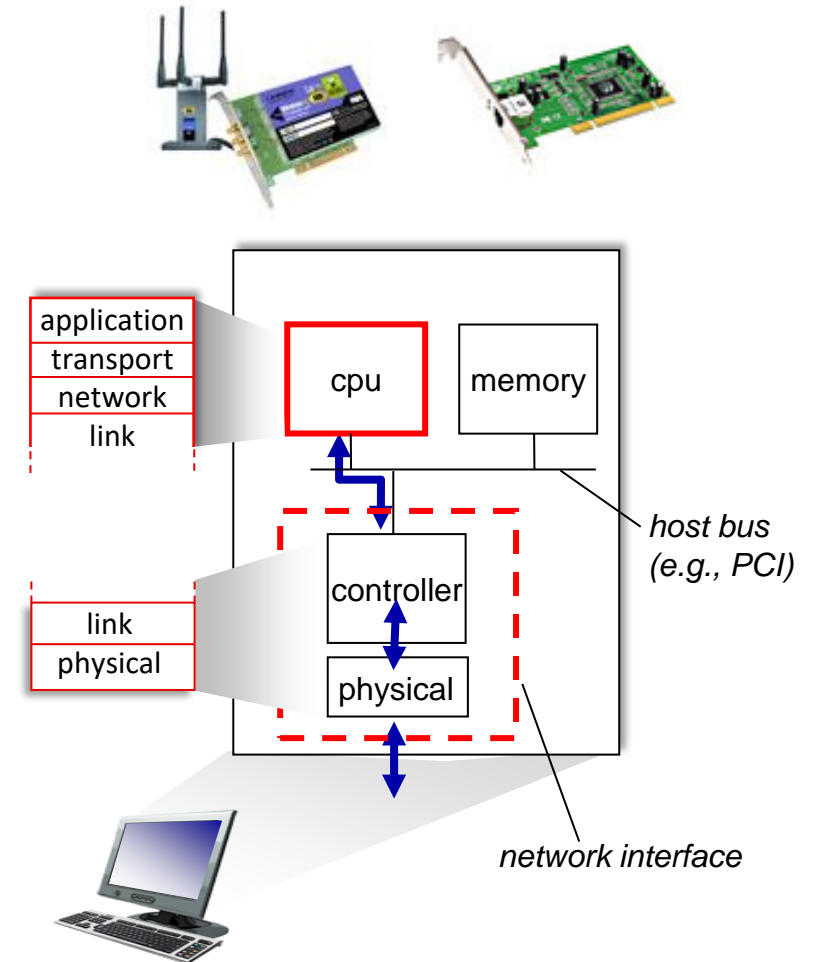 application
transport
network
link
cpu
memory
host bus
(e.g., PCI)
controller
link
physical
physical
network interface